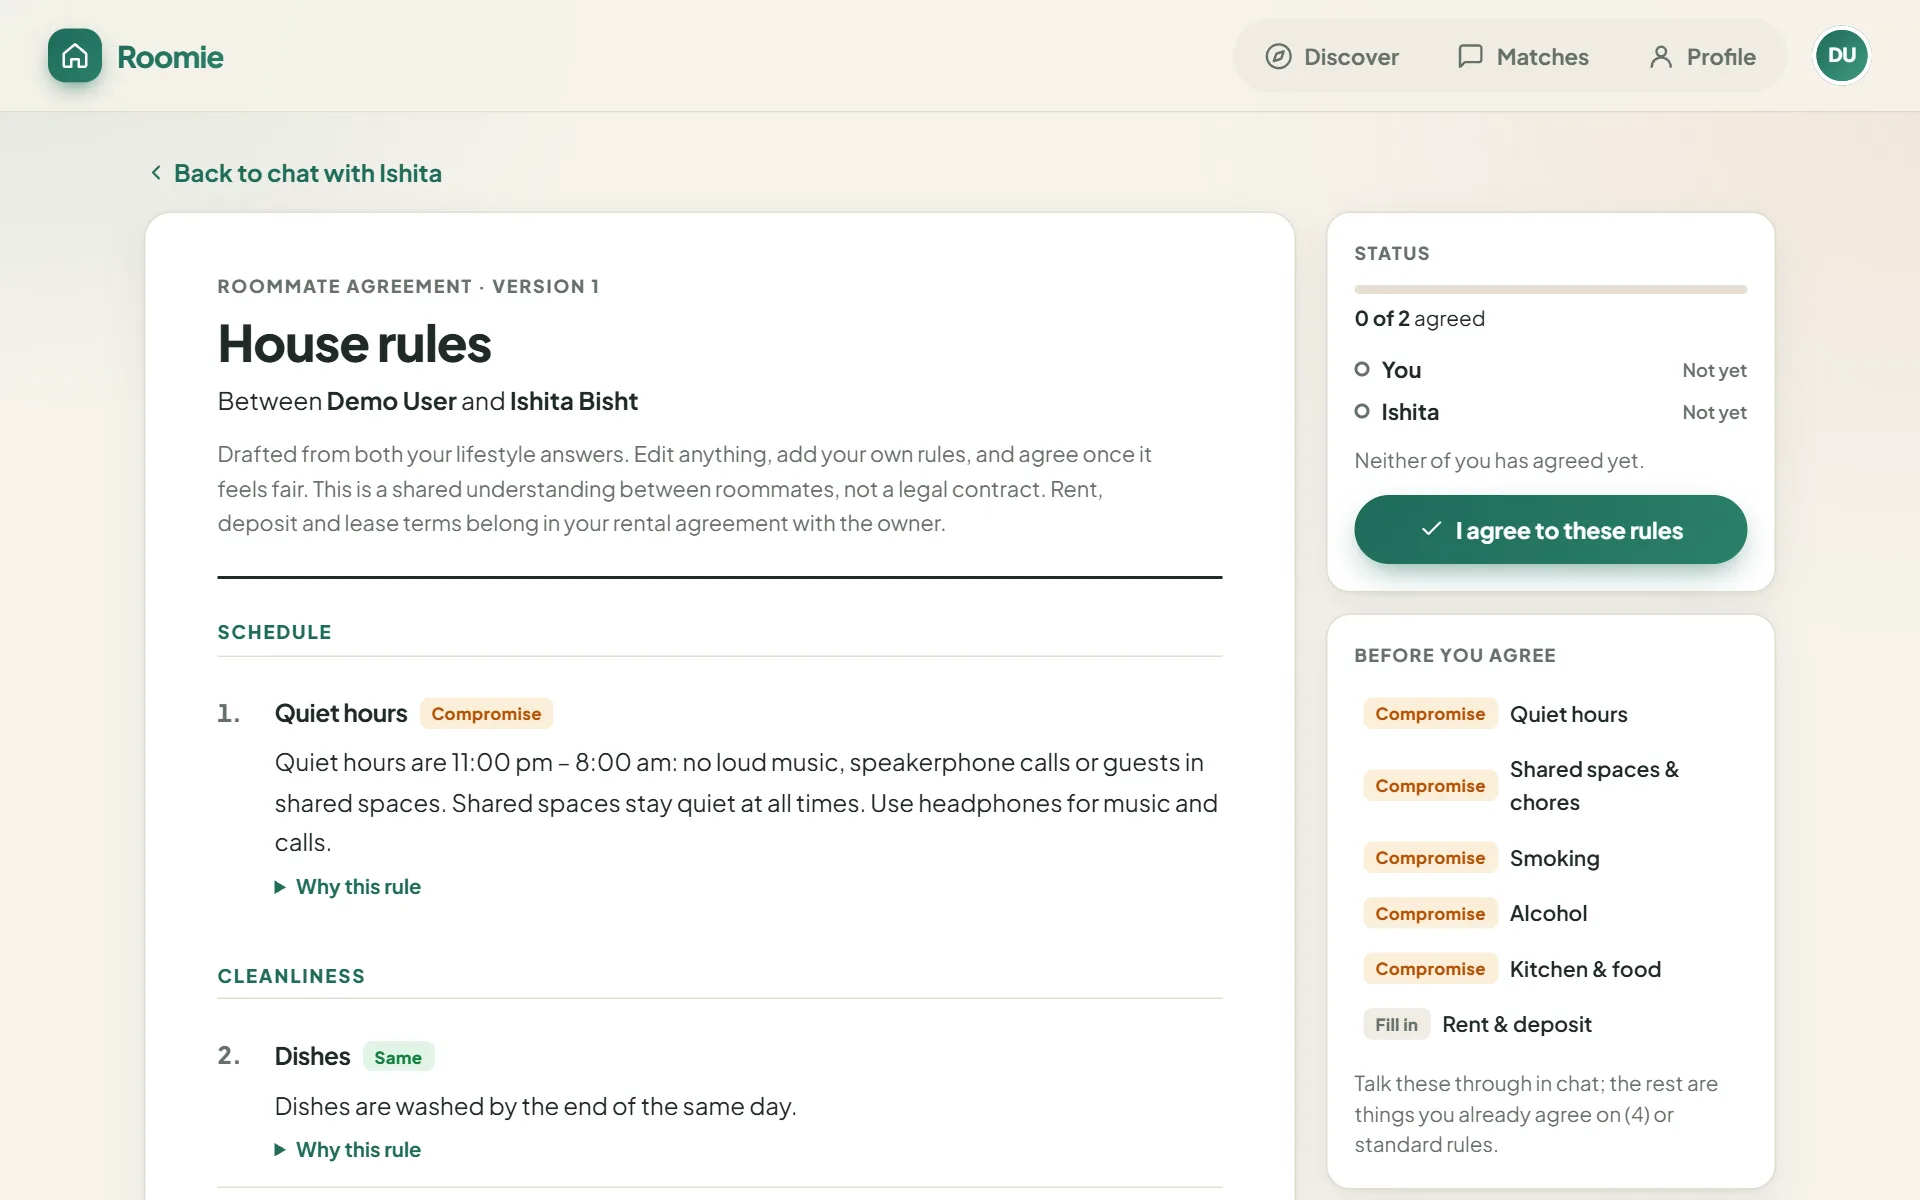 Roomie
Discover
Matches
Profile
DU
Back to chat with Ishita
ROOMMATE AGREEMENT · VERSION 1
House rules
Between Demo User and Ishita Bisht
Drafted from both your lifestyle answers. Edit anything, add your own rules, and agree once it
feels fair. This is a shared understanding between roommates, not a legal contract. Rent,
deposit and lease terms belong in your rental agreement with the owner.
SCHEDULE
1. Quiet hours Compromise
Quiet hours are 11:00 pm – 8:00 am: no loud music, speakerphone calls or guests in
shared spaces. Shared spaces stay quiet at all times. Use headphones for music and
calls.
Why this rule
CLEANLINESS
2. Dishes Same
Dishes are washed by the end of the same day.
Why this rule
STATUS
0 of 2 agreed
You Not yet
Ishita Not yet
Neither of you has agreed yet.
I agree to these rules
BEFORE YOU AGREE
Compromise Quiet hours
Compromise Shared spaces &
chores
Compromise Smoking
Compromise Alcohol
Compromise Kitchen & food
Fill in Rent & deposit
Talk these through in chat; the rest are
things you already agree on (4) or
standard rules.